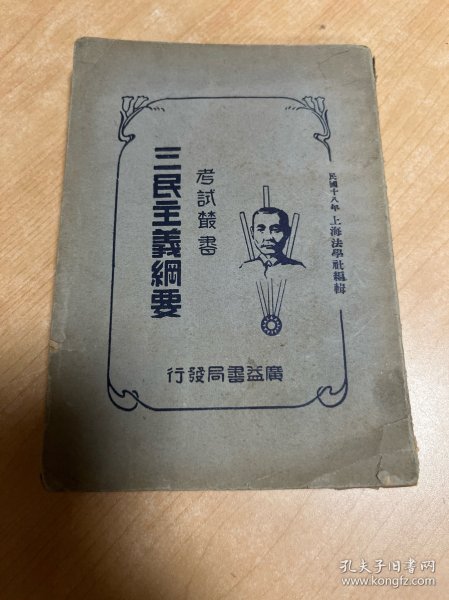 民國十八年 上海法學社編輯
考試叢書
三民主義綱要
廣益書局發行
孔夫子旧书网
www.kongfz.com